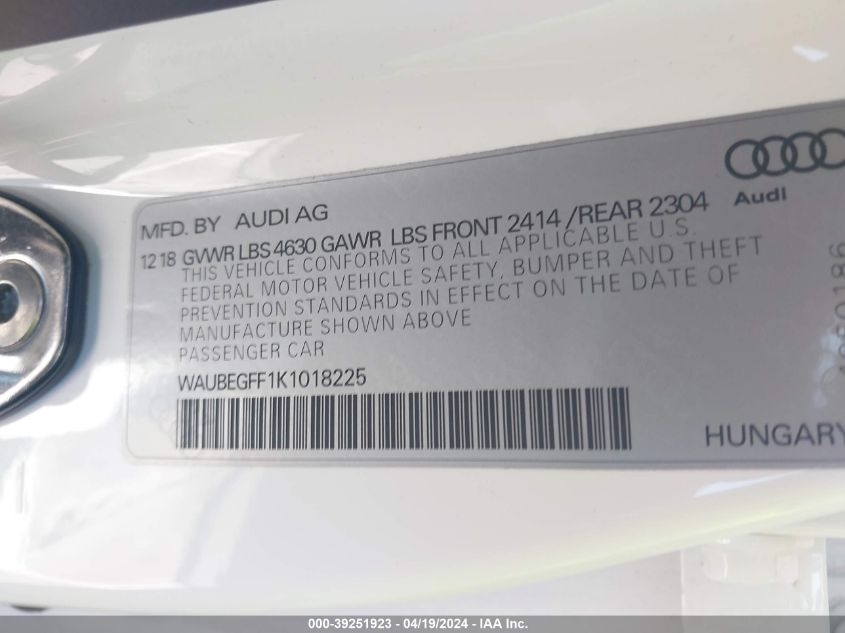 Audi
MFD. BY AUDI AG
12 18 GVWR LBS 4630 GAWR LBS FRONT 2414 /REAR 2304
THIS VEHICLE CONFORMS TO ALL APPLICABLE U.S.
FEDERAL MOTOR VEHICLE SAFETY, BUMPER AND THEFT
PREVENTION STANDARDS IN EFFECT ON THE DATE OF
MANUFACTURE SHOWN ABOVE
PASSENGER CAR
WAUBEGFF1K1018225
HUNGARY
000-39251923 - 04/19/2024 - IAA Inc.